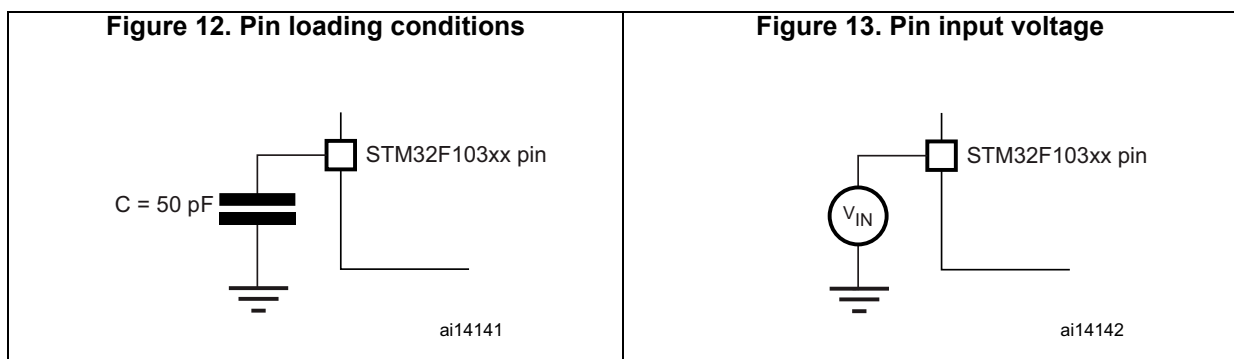 Figure 12. Pin loading conditions
Figure 13. Pin input voltage
STM32F103xx pin
C = 50 pF
ai14141
STM32F103xx pin
VIN
ai14142